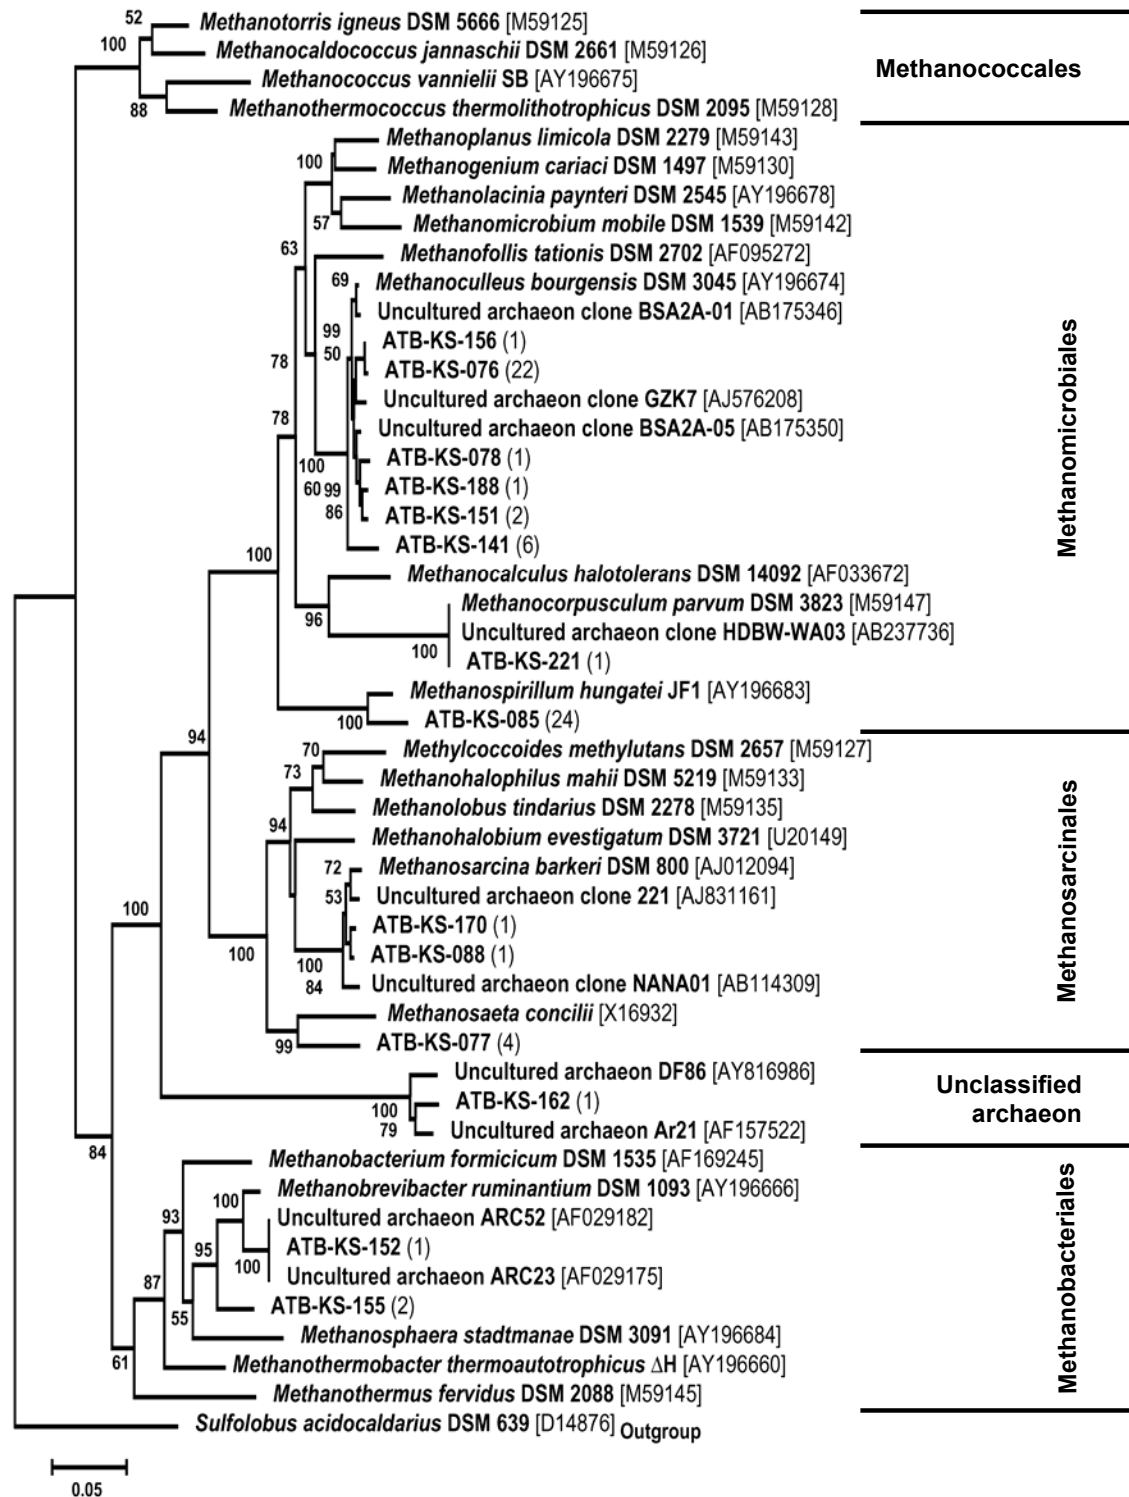 52
Methanotorris igneus DSM 5666 [M59125]
100
Methanocaldococcus jannaschii DSM 2661 [M59126]
Methanococcales
Methanococcus vannielii SB [AY196675]
88
Methanothermococcus thermolithotrophicus DSM 2095 [M59128]
Methanoplanus limicola DSM 2279 [M59143]
100
Methanogenium cariaci DSM 1497 [M59130]
Methanolacinia paynteri DSM 2545 [AY196678]
57
Methanomicrobium mobile DSM 1539 [M59142]
63
Methanofollis tationis DSM 2702 [AF095272]
69
Methanoculleus bourgensis DSM 3045 [AY196674]
Uncultured archaeon clone BSA2A-01 [AB175346]
99
ATB-KS-156 (1)
50
78
ATB-KS-076 (22)
Uncultured archaeon clone GZK7 [AJ576208]
78
Uncultured archaeon clone BSA2A-05 [AB175350]
Methanomicrobiales
100
ATB-KS-078 (1)
60
99
ATB-KS-188 (1)
86
ATB-KS-151 (2)
ATB-KS-141 (6)
100
Methanocalculus halotolerans DSM 14092 [AF033672]
Methanocorpusculum parvum DSM 3823 [M59147]
96
Uncultured archaeon clone HDBW-WA03 [AB237736]
100
ATB-KS-221 (1)
Methanospirillum hungatei JF1 [AY196683]
100
ATB-KS-085 (24)
94
70
Methylcoccoides methylutans DSM 2657 [M59127]
73
Methanohalophilus mahii DSM 5219 [M59133]
Methanolobus tindarius DSM 2278 [M59135]
94
Methanohalobium evestigatum DSM 3721 [U20149]
72
Methanosarcina barkeri DSM 800 [AJ012094]
53
Uncultured archaeon clone 221 [AJ831161]
Methanosarcinales
100
ATB-KS-170 (1)
100
ATB-KS-088 (1)
100
84
Uncultured archaeon clone NANA01 [AB114309]
Methanosaeta concilii [X16932]
99
ATB-KS-077 (4)
Uncultured archaeon DF86 [AY816986]
Unclassified
archaeon
100
ATB-KS-162 (1)
79
Uncultured archaeon Ar21 [AF157522]
84
Methanobacterium formicicum DSM 1535 [AF169245]
100
Methanobrevibacter ruminantium DSM 1093 [AY196666]
93
Uncultured archaeon ARC52 [AF029182]
95
ATB-KS-152 (1)
100
Uncultured archaeon ARC23 [AF029175]
Methanobacteriales
87
ATB-KS-155 (2)
55
Methanosphaera stadtmanae DSM 3091 [AY196684]
61
Methanothermobacter thermoautotrophicus ΔH [AY196660]
Methanothermus fervidus DSM 2088 [M59145]
Sulfolobus acidocaldarius DSM 639 [D14876] Outgroup
0.05